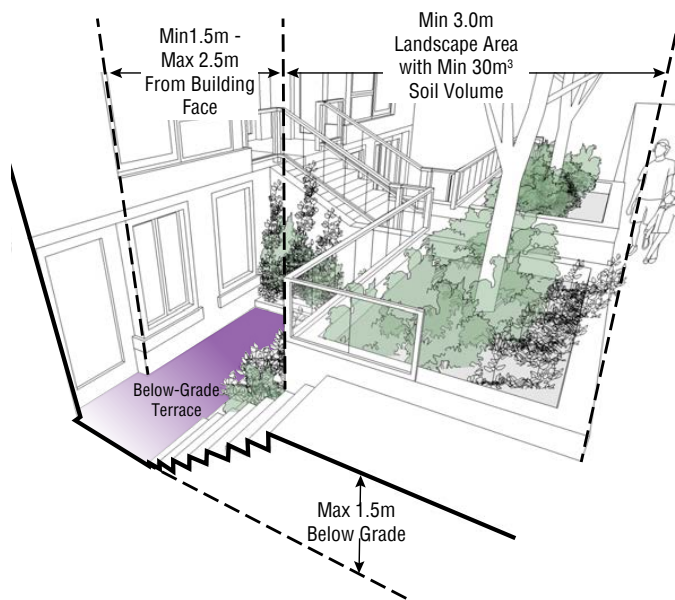 Min1.5m -
Max 2.5m
From Building
Face
Min 3.0m
Landscape Area
with Min 30m³
Soil Volume
Below-Grade
Terrace
Max 1.5m
Below Grade